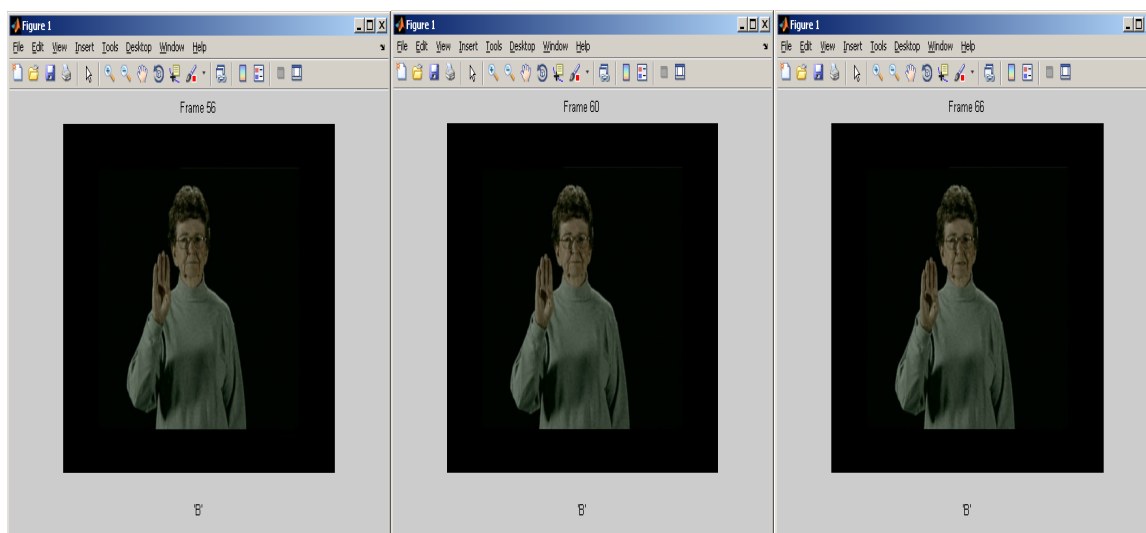 Figure 1
File Edit View Insert Tools Desktop Window Help
Frame 56
'B'
Figure 1
File Edit View Insert Tools Desktop Window Help
Frame 60
'B'
Figure 1
File Edit View Insert Tools Desktop Window Help
Frame 66
'B'